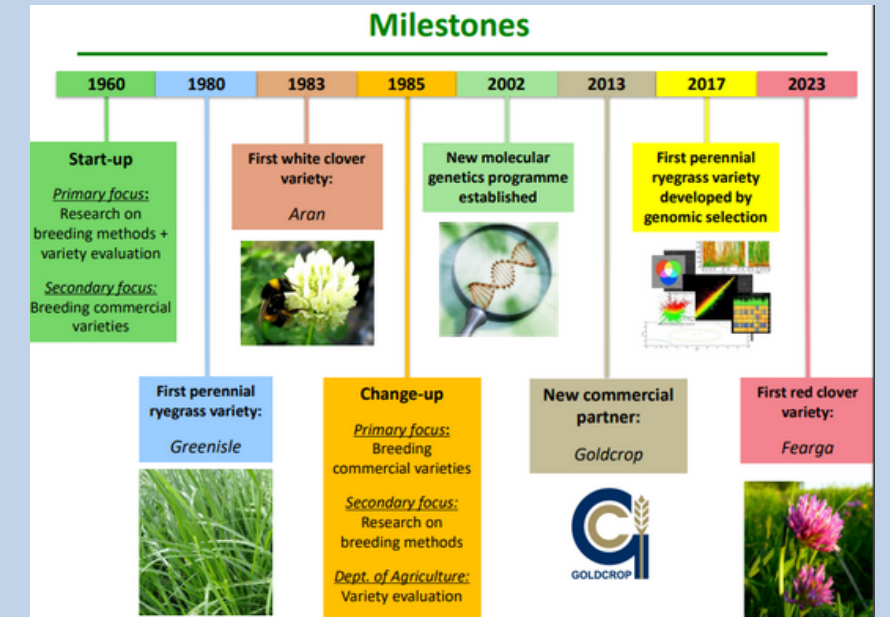 Milestones
1960
1980
1983
1985
2002
2013
2017
2023
Start-up
Primary focus:
Research on
breeding methods +
variety evaluation
Secondary focus:
Breeding commercial
varieties
First white clover
variety:
Aran
New molecular
genetics programme
established
First perennial
ryegrass variety
developed by
genomic selection
First perennial
ryegrass variety:
Greenisle
Change-up
Primary focus:
Breeding
commercial varieties
Secondary focus:
Research on
breeding methods
Dept. of Agriculture:
Variety evaluation
New commercial
partner:
Goldcrop
GOLDCROP
First red clover
variety:
Fearga